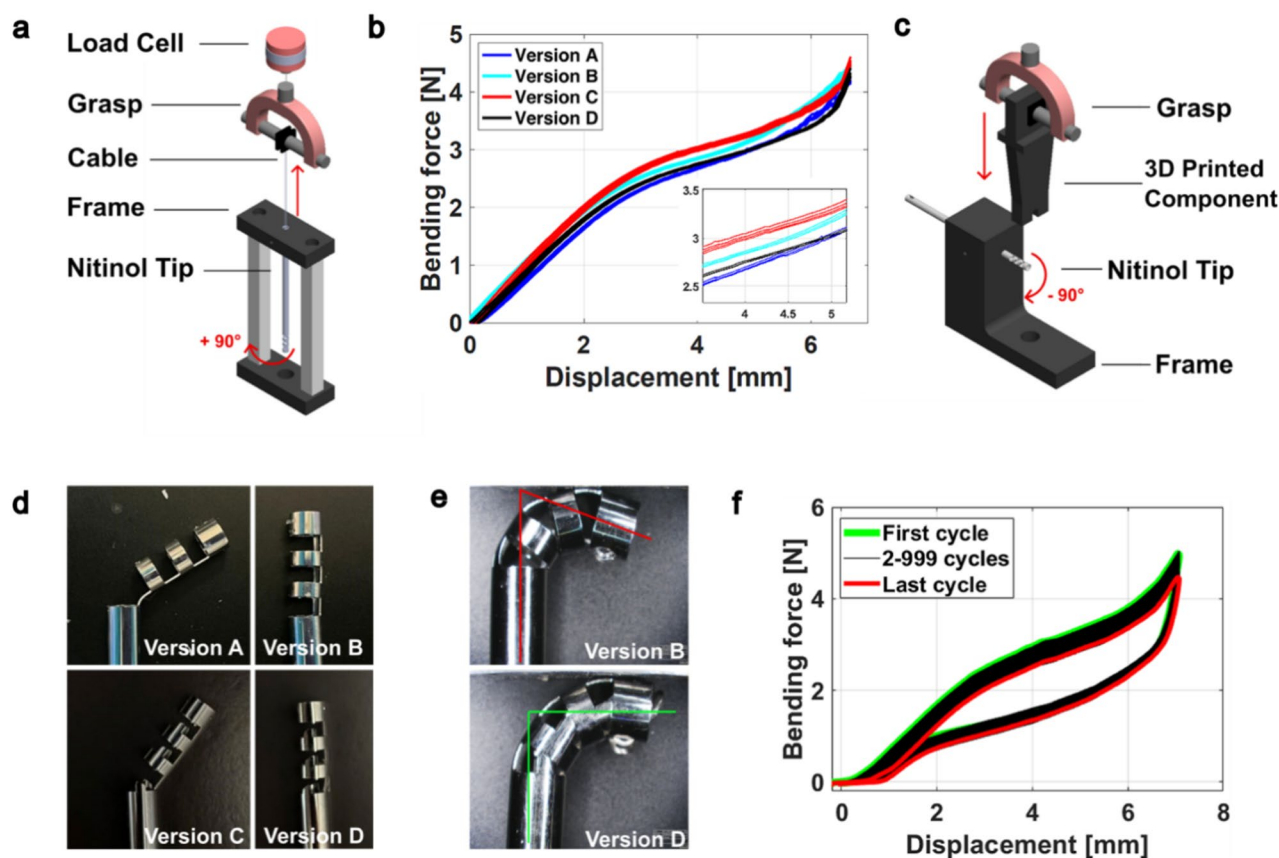 a
Load Cell
Grasp
Cable
Frame
Nitinol Tip
+ 90°
b
5
4
3
2
1
0
Bending force [N]
Version A
Version B
Version C
Version D
3.5
3
2.5
4
4.5
5
0
2
4
6
Displacement [mm]
c
Grasp
3D Printed
Component
Nitinol Tip
- 90°
Frame
d
Version A
Version B
Version C
Version D
e
Version B
Version D
f
6
4
2
0
Bending force [N]
First cycle
2-999 cycles
Last cycle
0
2
4
6
8
Displacement [mm]